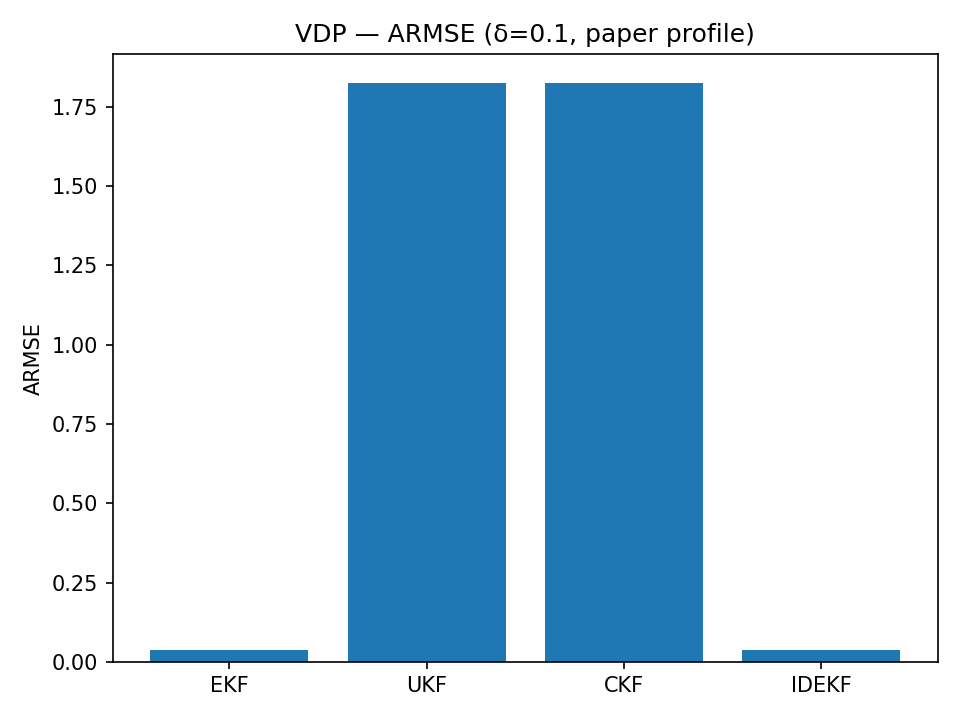 VDP — ARMSE (δ=0.1, paper profile)
ARMSE
1.75
1.50
1.25
1.00
0.75
0.50
0.25
0.00
EKF
UKF
CKF
IDEKF